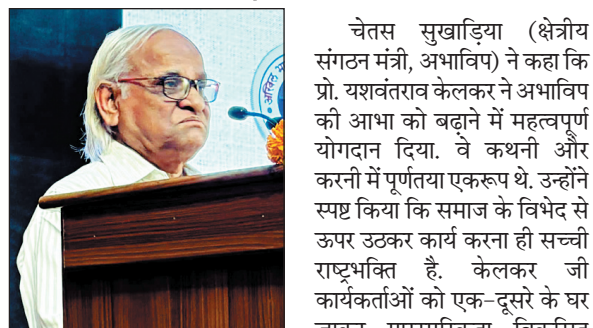 अखिल भा
चेतस सुखाड़िया (क्षेत्रीय
संगठन मंत्री, अभाविप) ने कहा कि
प्रो. यशवंतराव केलकर ने अभाविप
की आभा को बढ़ाने में महत्वपूर्ण
योगदान दिया. वे कथनी और
करनी में पूर्णतया एकरूप थे. उन्होंने
स्पष्ट किया कि समाज के विभेद से
ऊपर उठकर कार्य करना ही सच्ची
राष्ट्रभक्ति है. केलकर जी
कार्यकर्ताओं को एक-दूसरे के घर